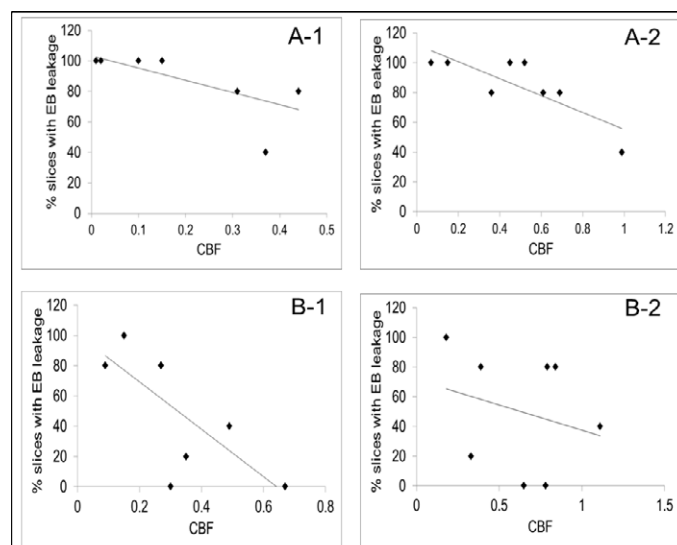 A-1
% slices with EB leakage
120
100
80
60
40
20
0
0 0.1 0.2 0.3 0.4 0.5
CBF
A-2
% slices with EB eakage
120
100
80
60
40
20
0
0 0.2 0.4 0.6 0.8 1 1.2
CBF
B-1
% slices with EB leakage
120
100
80
60
40
20
0
0 0.2 0.4 0.6 0.8
CBF
B-2
% slices with EB leakage
120
100
80
60
40
20
0
0 0.5 1 1.5
CBF